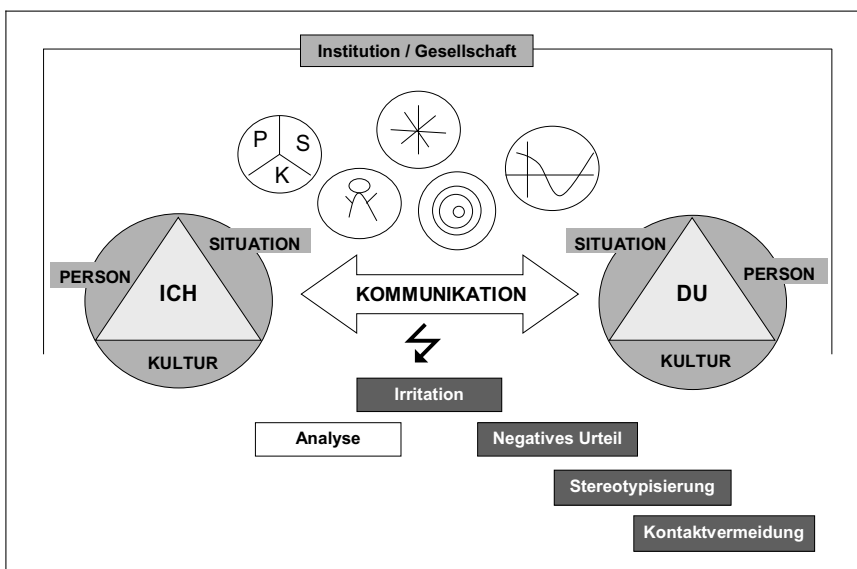 Institution / Gesellschaft
P S
K
SITUATION
PERSON
ICH
KULTUR
KOMMUNIKATION
SITUATION
PERSON
DU
KULTUR
Irritation
Analyse
Negatives Urteil
Stereotypisierung
Kontaktvermeidung